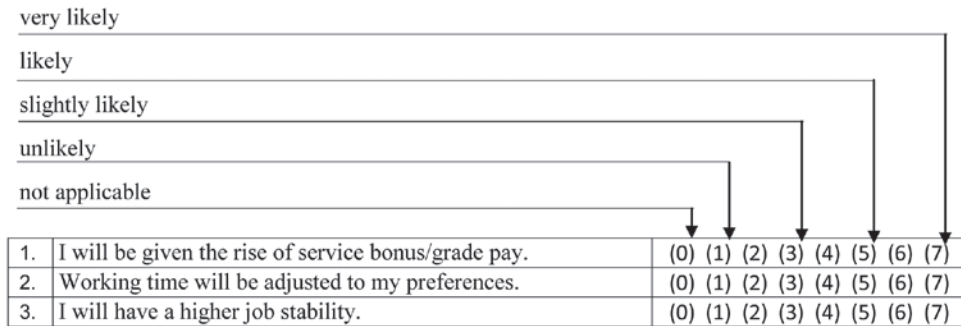 very likely
likely
slightly likely
unlikely
not applicable
1. I will be given the rise of service bonus/grade pay. (0) (1) (2) (3) (4) (5) (6) (7)
2. Working time will be adjusted to my preferences. (0) (1) (2) (3) (4) (5) (6) (7)
3. I will have a higher job stability. (0) (1) (2) (3) (4) (5) (6) (7)